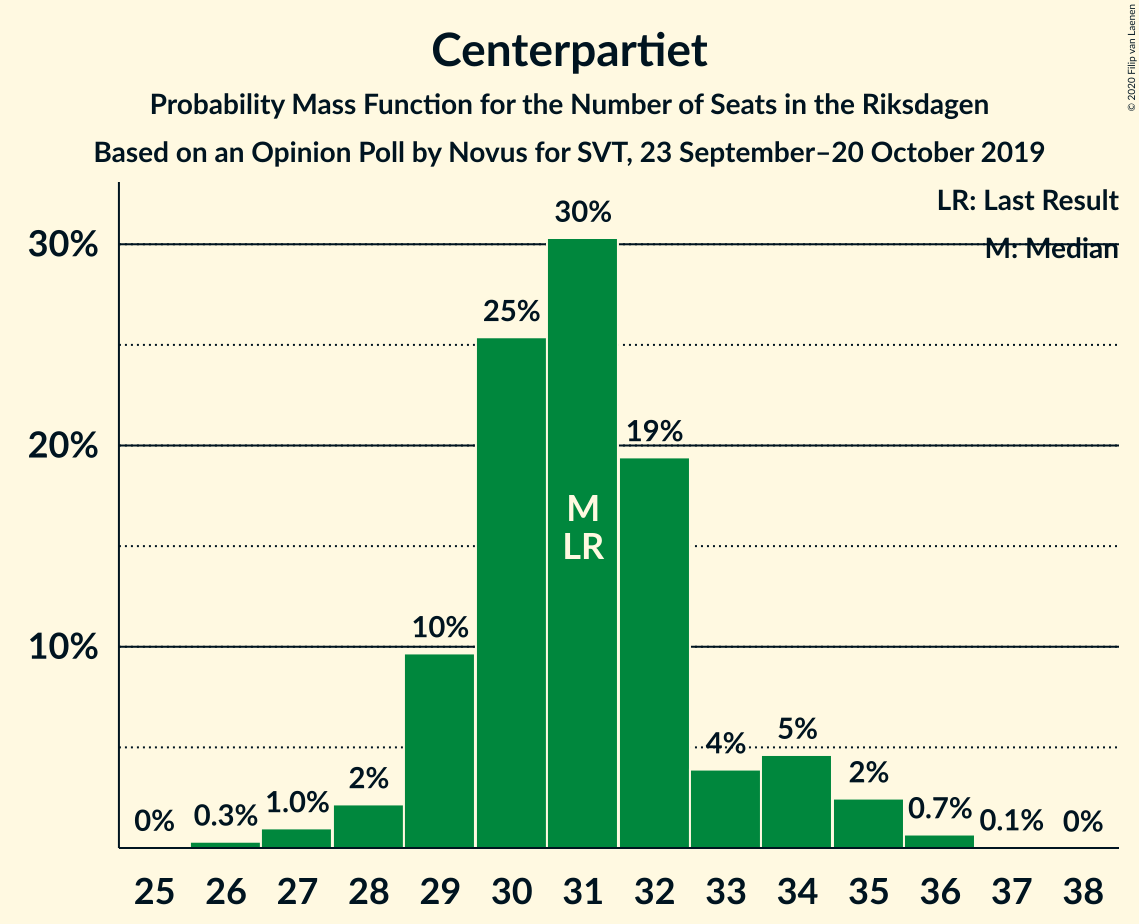 Centerpartiet
Probability Mass Function for the Number of Seats in the Riksdagen
Based on an Opinion Poll by Novus for SVT, 23 September–20 October 2019
© 2020 Filip van Laenen
LR: Last Result
M: Median
30%
20%
10%
0%
0.3%
1.0%
2%
10%
25%
30%
19%
4%
5%
2%
0.7%
0.1%
0%
M
LR
25 26 27 28 29 30 31 32 33 34 35 36 37 38